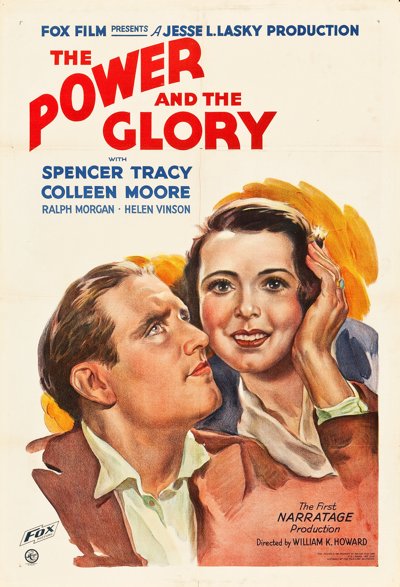 FOX FILM PRESENTS A JESSE L. LASKY PRODUCTION
THE
POWER
AND THE
GLORY
WITH
SPENCER TRACY
COLLEEN MOORE
RALPH MORGAN · HELEN VINSON
The First
NARRATAGE
Production
Directed by WILLIAM K. HOWARD
FOX